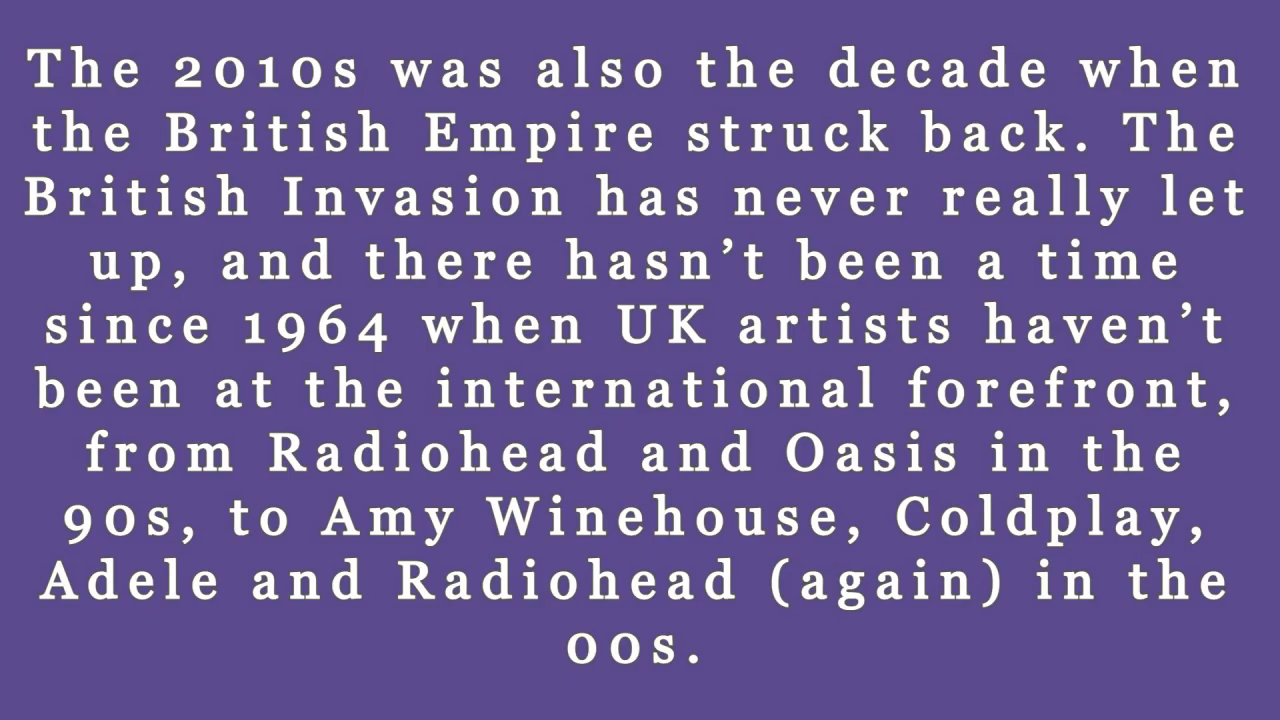 The 2010s was also the decade when
the British Empire struck back. The
British Invasion has never really let
up, and there hasn’t been a time
since 1964 when UK artists haven’t
been at the international forefront,
from Radiohead and Oasis in the
90s, to Amy Winehouse, Coldplay,
Adele and Radiohead (again) in the
00s.